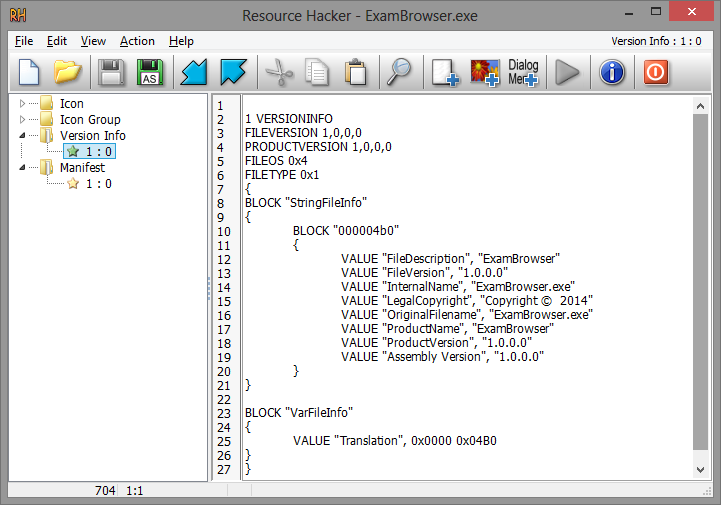 RH Resource Hacker - ExamBrowser.exe
File Edit View Action Help Version Info : 1 : 0
AS Dialog
Menu
Icon
Icon Group
Version Info
1 : 0
Manifest
1 : 0
1
2 1 VERSIONINFO
3 FILEVERSION 1,0,0,0
4 PRODUCTVERSION 1,0,0,0
5 FILEOS 0x4
6 FILETYPE 0x1
7 {
8 BLOCK "StringFileInfo"
9 {
10 BLOCK "000004b0"
11 {
12 VALUE "FileDescription", "ExamBrowser"
13 VALUE "FileVersion", "1.0.0.0"
14 VALUE "InternalName", "ExamBrowser.exe"
15 VALUE "LegalCopyright", "Copyright © 2014"
16 VALUE "OriginalFilename", "ExamBrowser.exe"
17 VALUE "ProductName", "ExamBrowser"
18 VALUE "ProductVersion", "1.0.0.0"
19 VALUE "Assembly Version", "1.0.0.0"
20 }
21 }
22
23 BLOCK "VarFileInfo"
24 {
25 VALUE "Translation", 0x0000 0x04B0
26 }
27 }
704 1:1